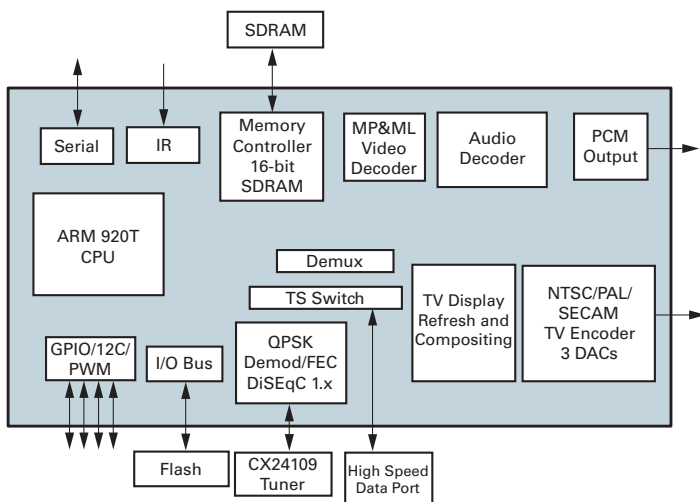 SDRAM
Serial
IR
Memory
Controller
16-bit
SDRAM
MP&ML
Video
Decoder
Audio
Decoder
PCM
Output
ARM 920T
CPU
Demux
TS Switch
TV Display
Refresh and
Compositing
NTSC/PAL/
SECAM
TV Encoder
3 DACs
GPIO/12C/
PWM
I/O Bus
QPSK
Demod/FEC
DiSEqC 1.x
Flash
CX24109
Tuner
High Speed
Data Port